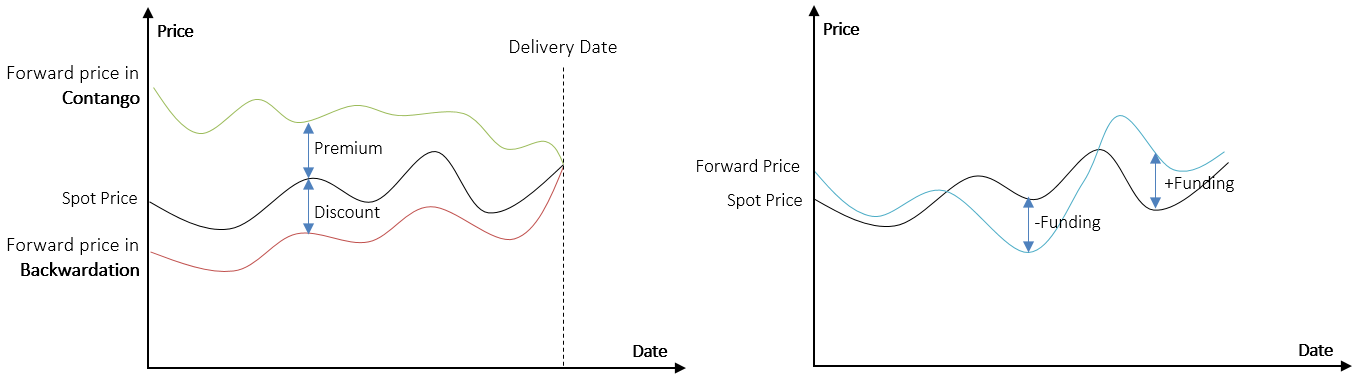 Price
Delivery Date
Forward price in
Contango
Premium
Spot Price
Discount
Forward price in
Backwardation
Date
Price
Forward Price
+Funding
Spot Price
-Funding
Date